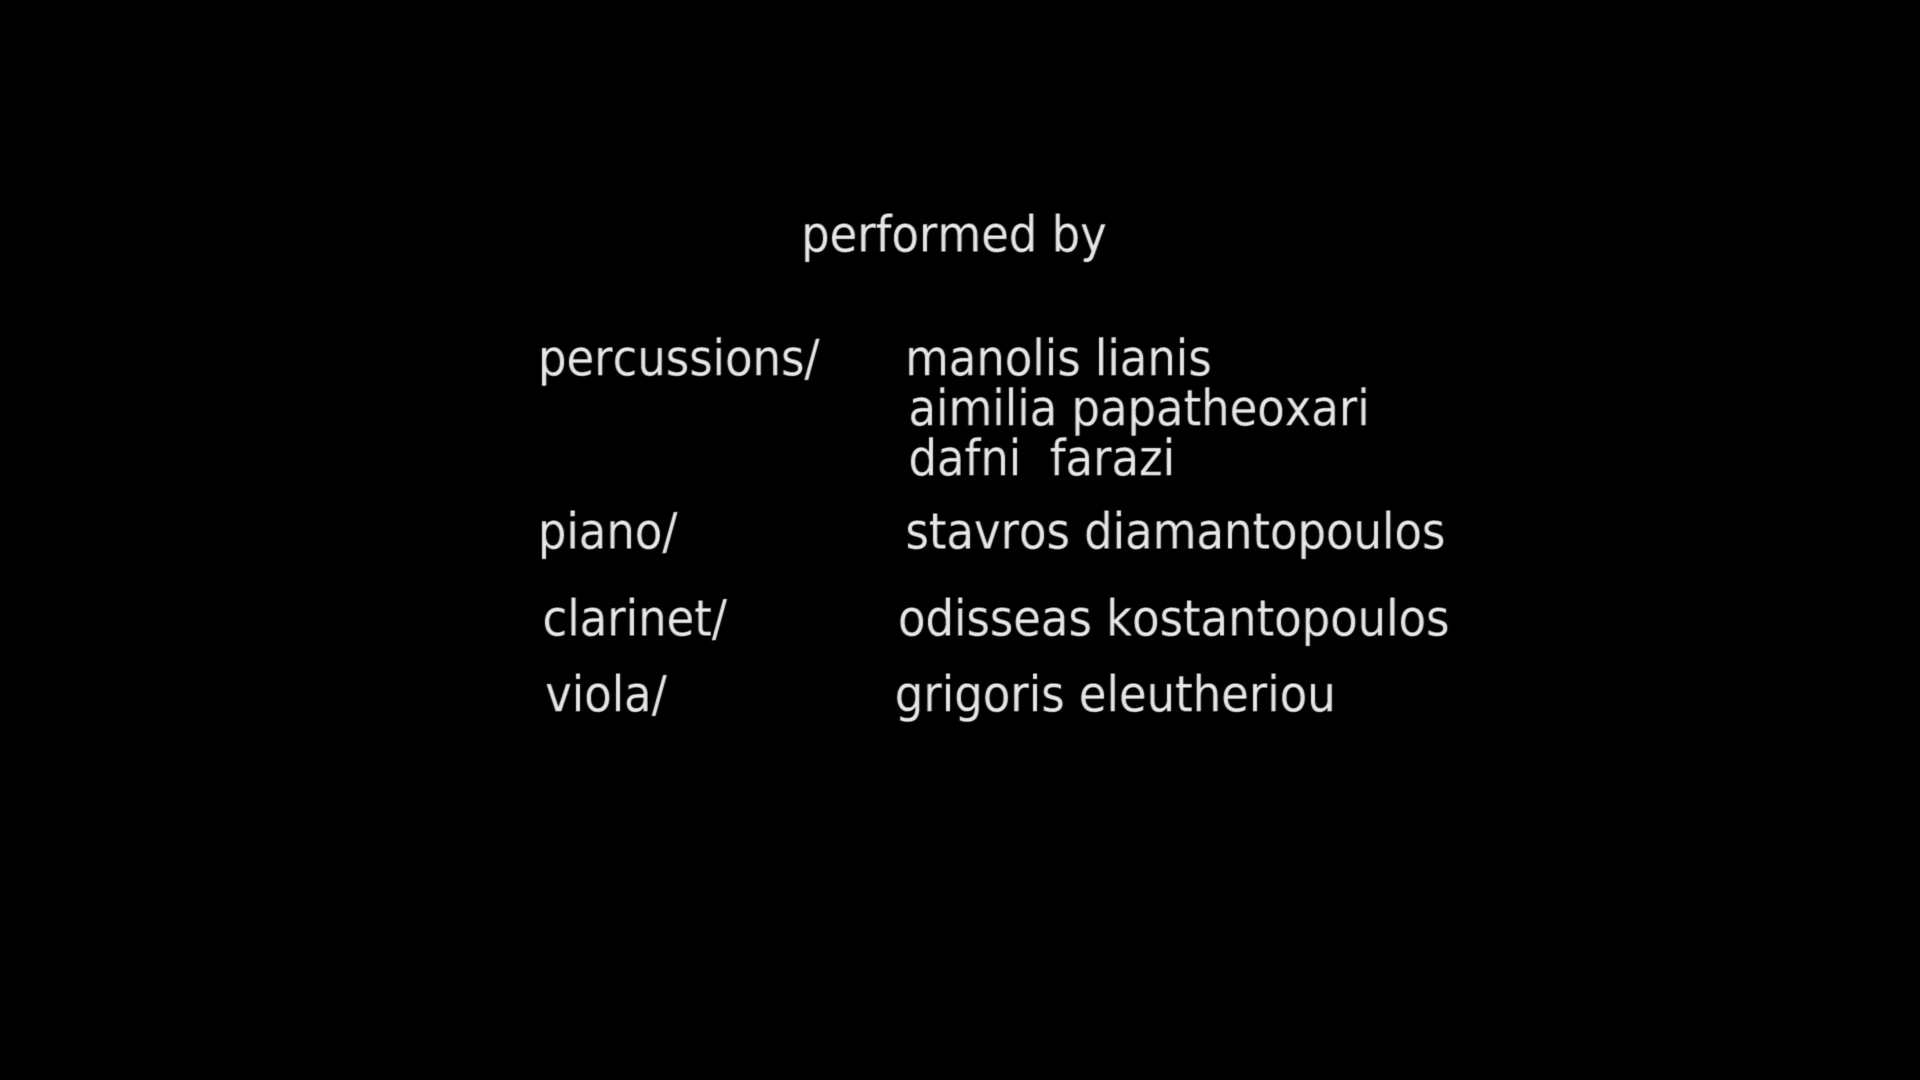 performed by
percussions/ manolis lianis
aimilia papatheoxari
dafni  farazi
piano/ stavros diamantopoulos
clarinet/ odisseas kostantopoulos
viola/ grigoris eleutheriou